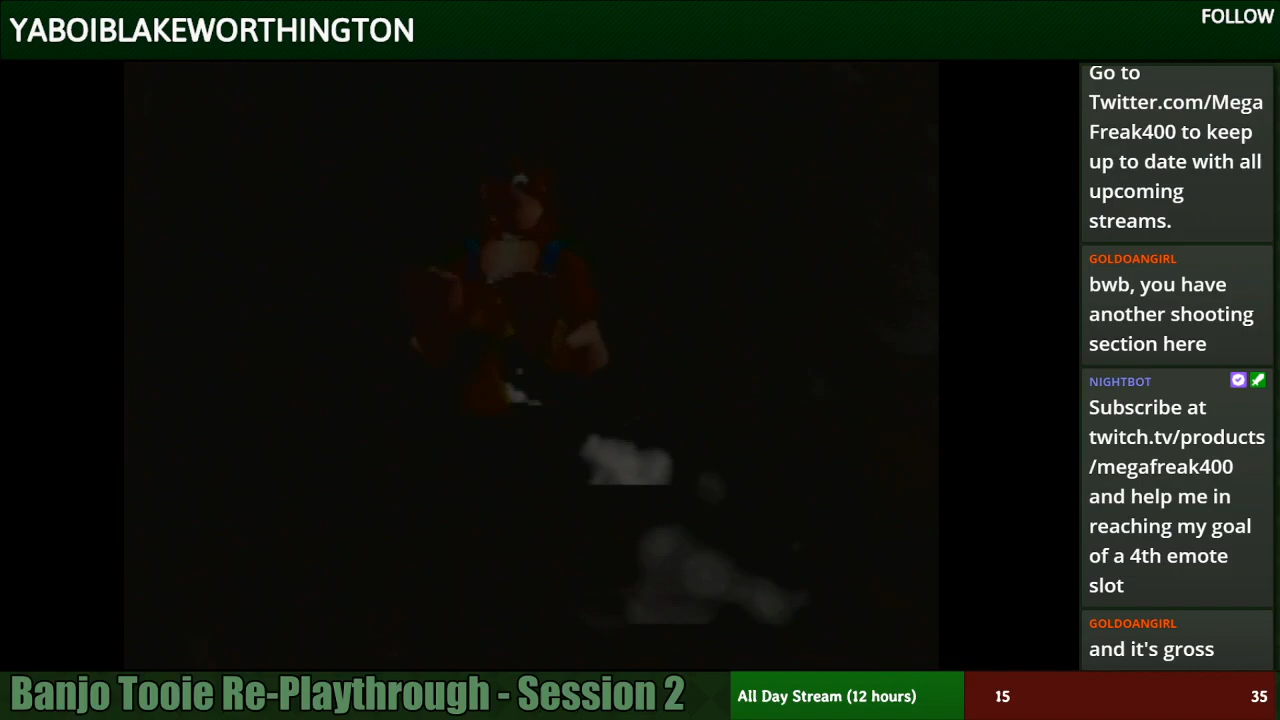 YABOIBLAKEWORTHINGTON
FOLLOW
Go to
Twitter.com/Mega
Freak400 to keep
up to date with all
upcoming
streams.
GOLDOANGIRL
bwb, you have
another shooting
section here
NIGHTBOT
Subscribe at
twitch.tv/products
/megafreak400
and help me in
reaching my goal
of a 4th emote
slot
GOLDOANGIRL
and it's gross
Banjo Tooie Re-Playthrough - Session 2
All Day Stream (12 hours)
15
35